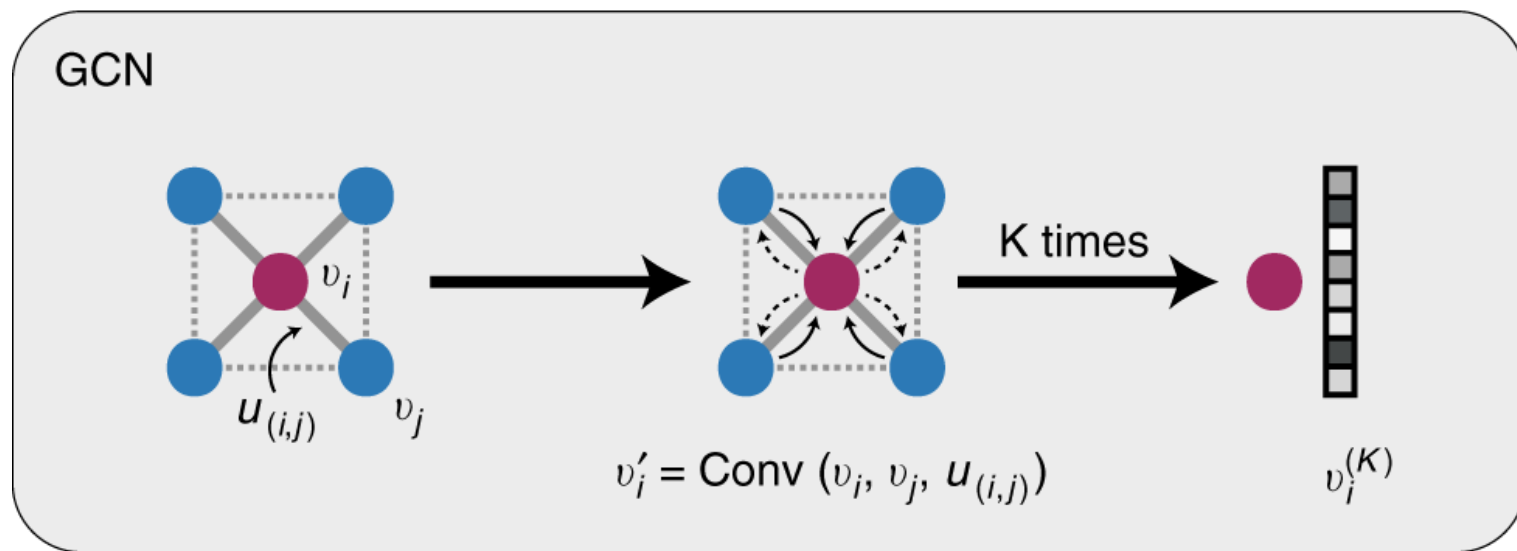 GCN
K times
υᵢ
u₍ᵢ,ⱼ₎
υⱼ
υ′ᵢ = Conv (υᵢ, υⱼ, u₍ᵢ,ⱼ₎)
υᵢ⁽ᴷ⁾